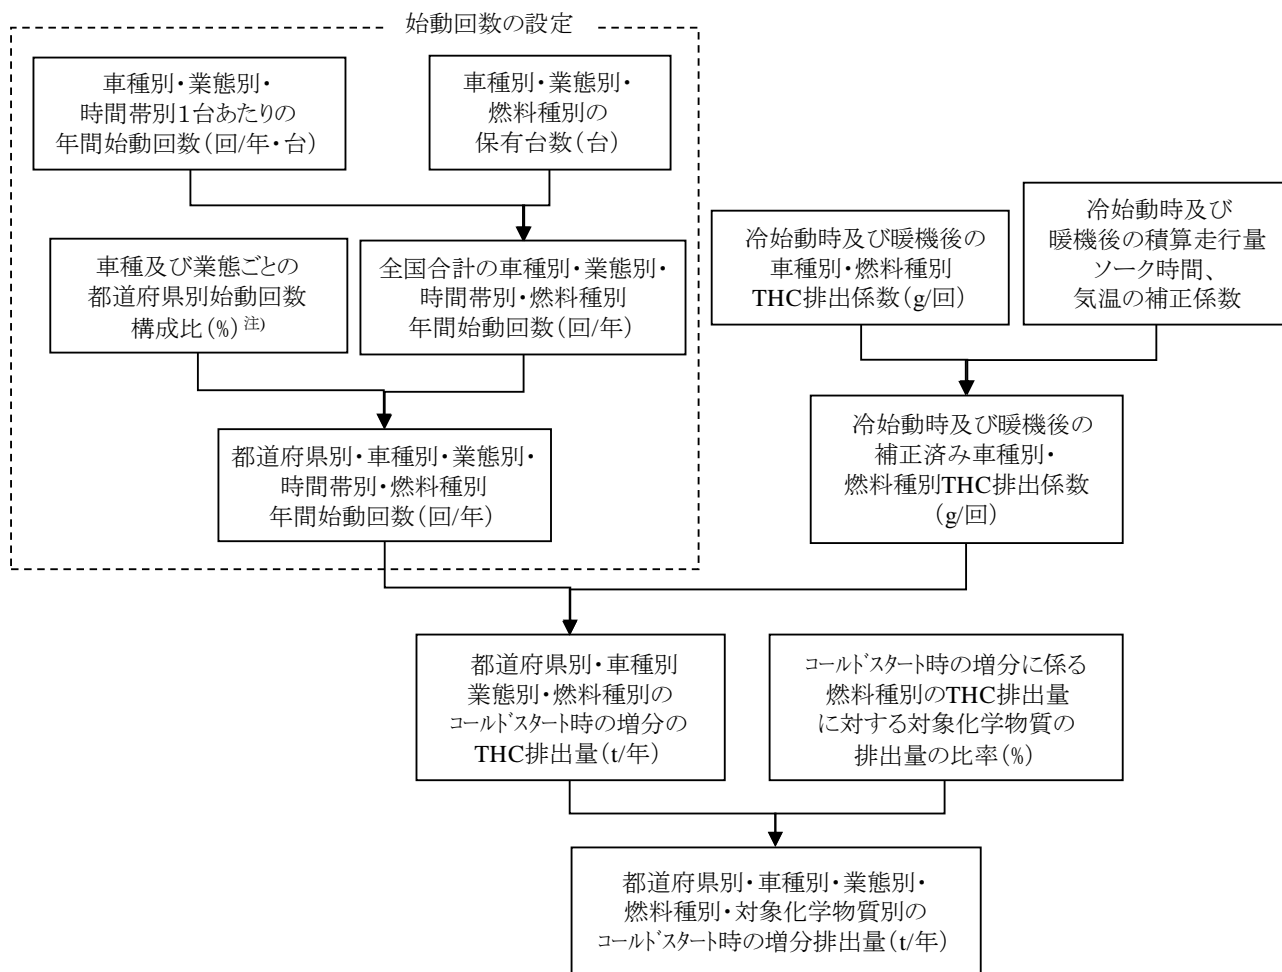 始動回数の設定
車種別・業態別・
時間帯別1台あたりの
年間始動回数(回/年・台)
車種別・業態別・
燃料種別の
保有台数(台)
車種及び業態ごとの
都道府県別始動回数
構成比(%)注)
全国合計の車種別・業態別・
時間帯別・燃料種別
年間始動回数(回/年)
冷始動時及び暖機後の
車種別・燃料種別
THC排出係数(g/回)
冷始動時及び
暖機後の積算走行量
ソーク時間、
気温の補正係数
都道府県別・車種別・業態別・
時間帯別・燃料種別
年間始動回数(回/年)
冷始動時及び暖機後の
補正済み車種別・
燃料種別THC排出係数
(g/回)
都道府県別・車種別
業態別・燃料種別の
コールドスタート時の増分の
THC排出量(t/年)
コールドスタート時の増分に係る
燃料種別のTHC排出量
に対する対象化学物質の
排出量の比率(%)
都道府県別・車種別・業態別・
燃料種別・対象化学物質別の
コールドスタート時の増分排出量(t/年)